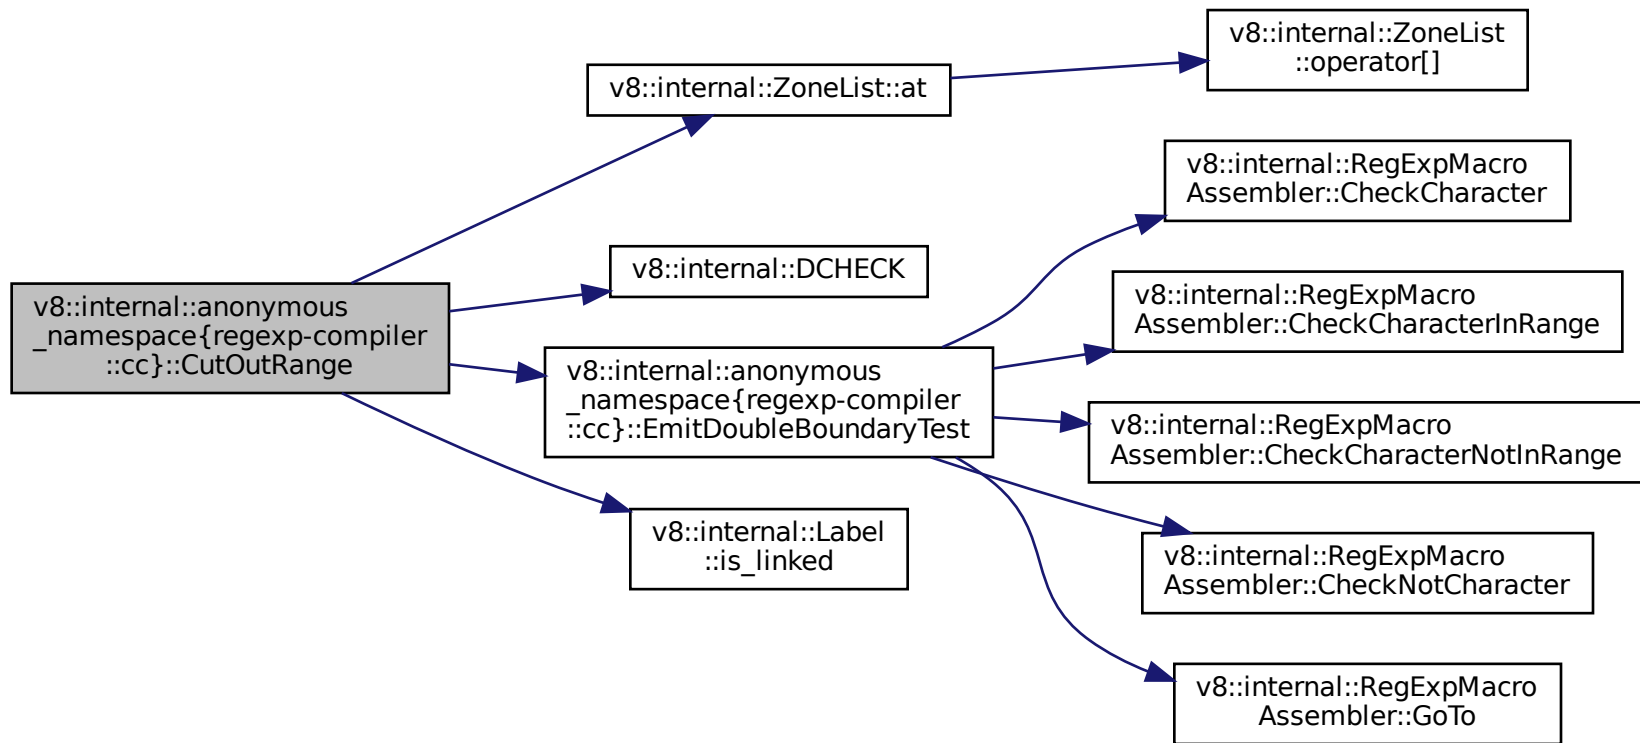 v8::internal::ZoneList
::operator[]
v8::internal::ZoneList::at
v8::internal::RegExpMacro
Assembler::CheckCharacter
v8::internal::DCHECK
v8::internal::RegExpMacro
Assembler::CheckCharacterInRange
v8::internal::anonymous
_namespace{regexp-compiler
::cc}::CutOutRange
v8::internal::anonymous
_namespace{regexp-compiler
::cc}::EmitDoubleBoundaryTest
v8::internal::RegExpMacro
Assembler::CheckCharacterNotInRange
v8::internal::Label
::is_linked
v8::internal::RegExpMacro
Assembler::CheckNotCharacter
v8::internal::RegExpMacro
Assembler::GoTo